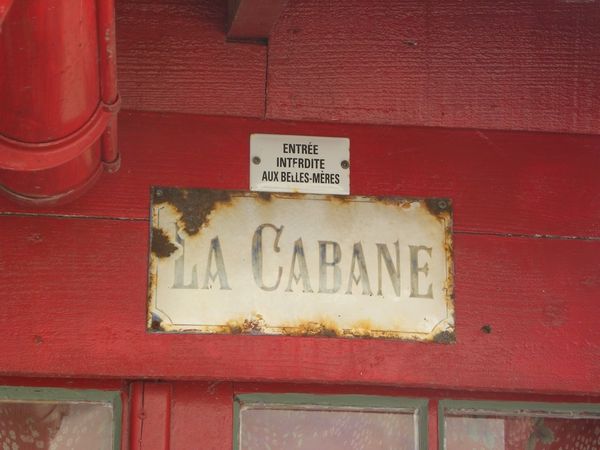 ENTRÉE
INTERDITE
AUX BELLES-MÈRES
LA CABANE